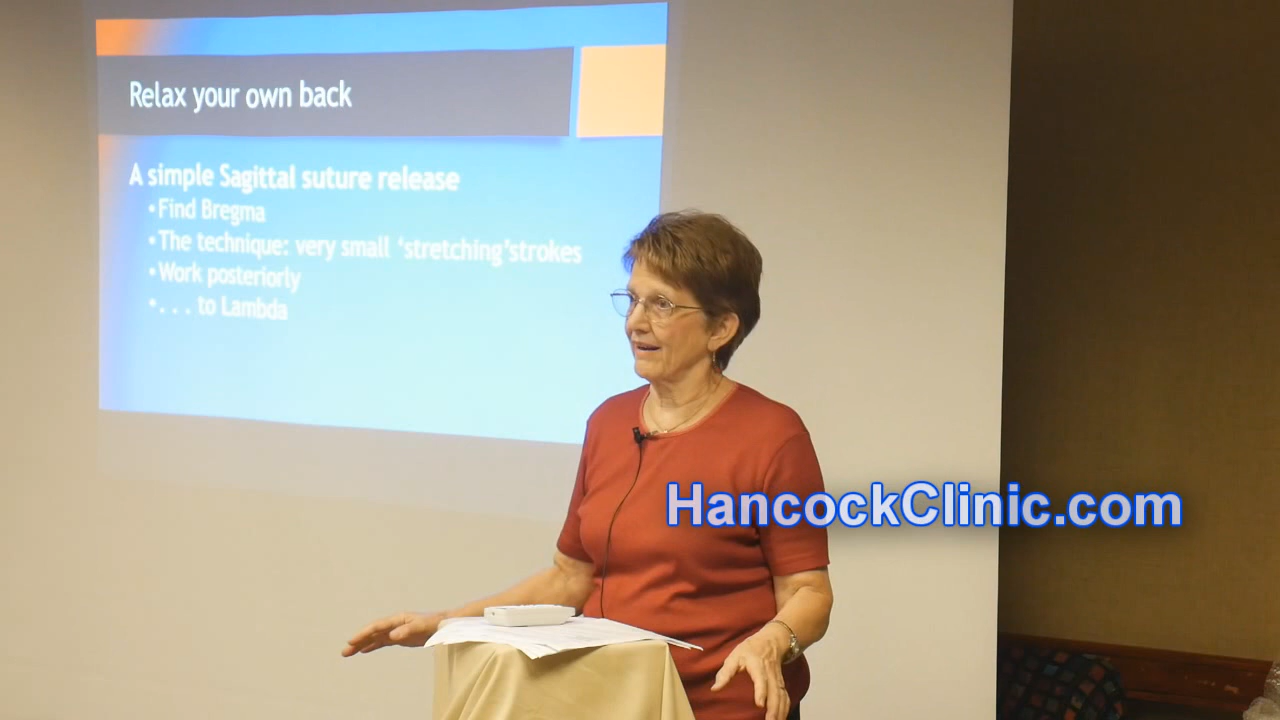 Relax your own back
A simple Sagittal suture release
• Find Bregma
• The technique: very small ‘stretching’strokes
• Work posteriorly
• . . . to Lambda
HancockClinic.com